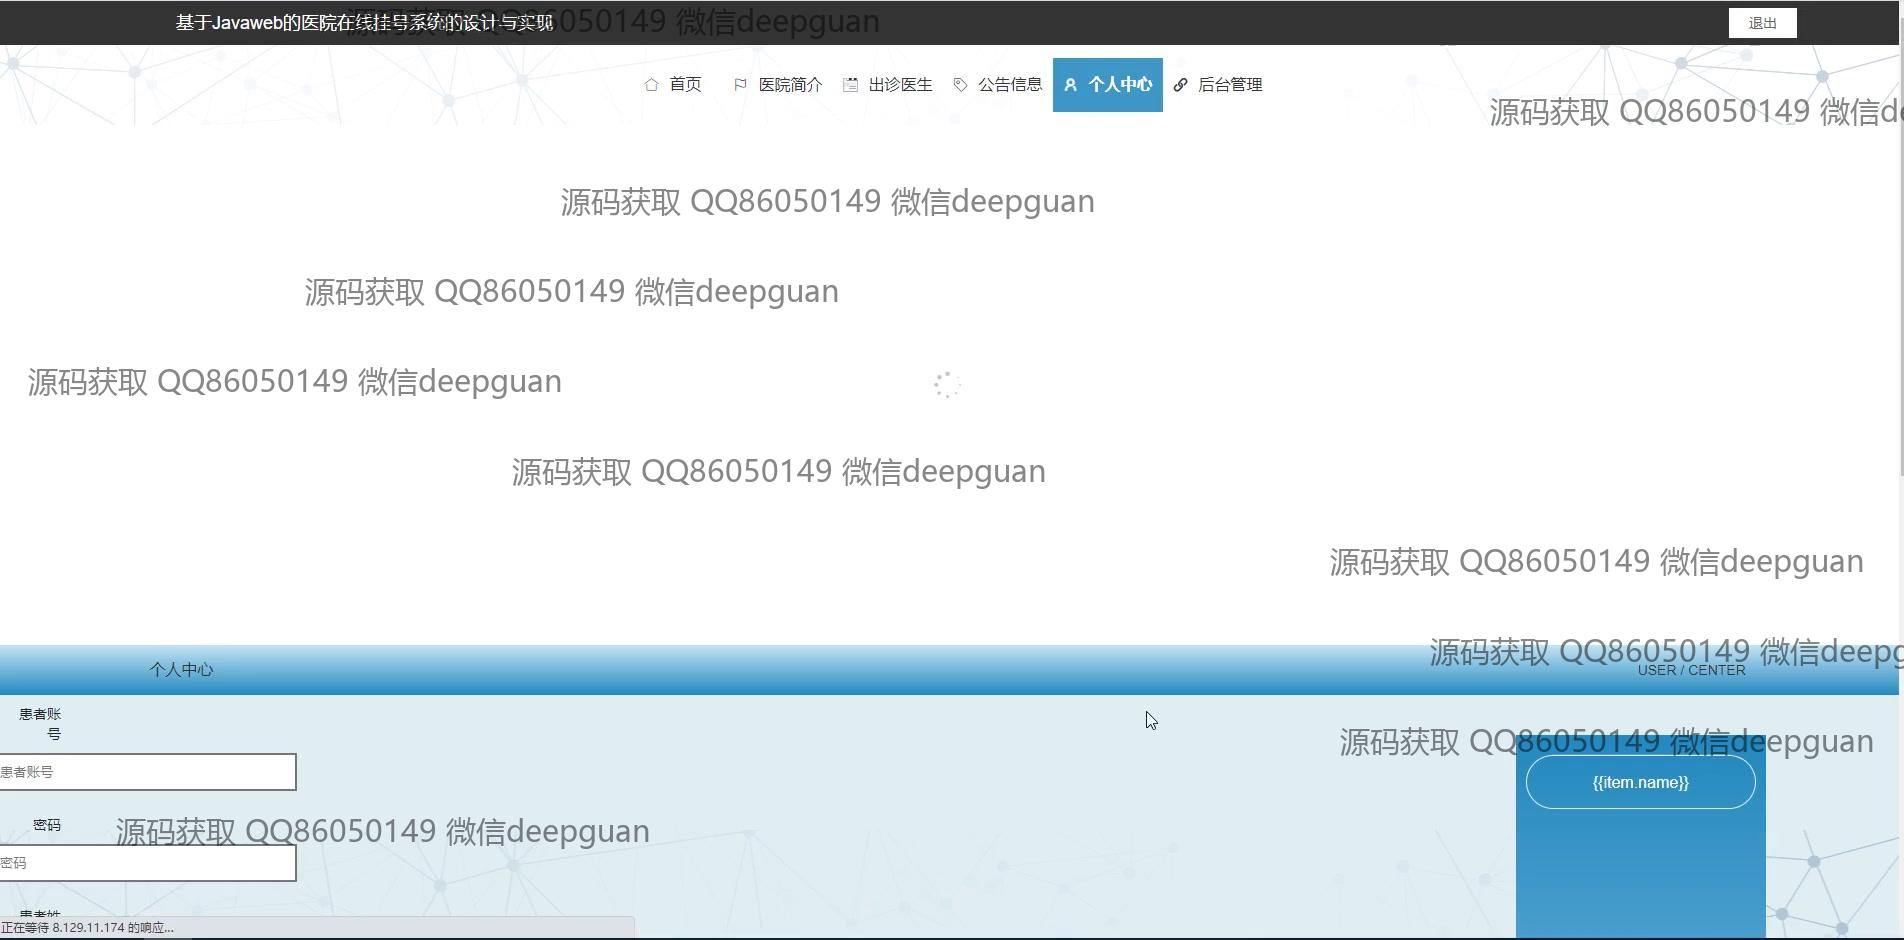 基于Javaweb的医院在线挂号系统的设计与实现
源码获取 QQ86050149 微信deepguan
退出
首页 医院简介 出诊医生 公告信息 个人中心 后台管理
源码获取 QQ86050149 微信de
源码获取 QQ86050149 微信deepguan
源码获取 QQ86050149 微信deepguan
源码获取 QQ86050149 微信deepguan
源码获取 QQ86050149 微信deepguan
源码获取 QQ86050149 微信deepguan
源码获取 QQ86050149 微信deepg
个人中心
USER / CENTER
患者账
号
患者账号
源码获取 QQ86050149 微信deepguan
{{item.name}}
密码
源码获取 QQ86050149 微信deepguan
密码
患者姓
正在等待 8.129.11.174 的响应...